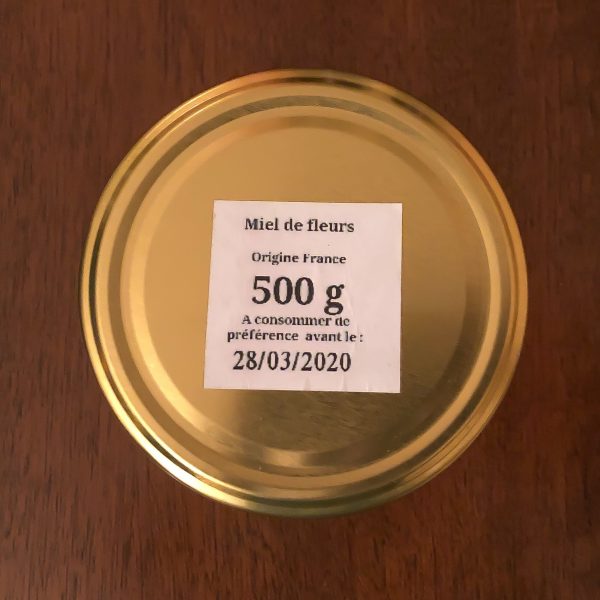 Miel de fleurs
Origine France
500 g
A consommer de
préférence avant le :
28/03/2020